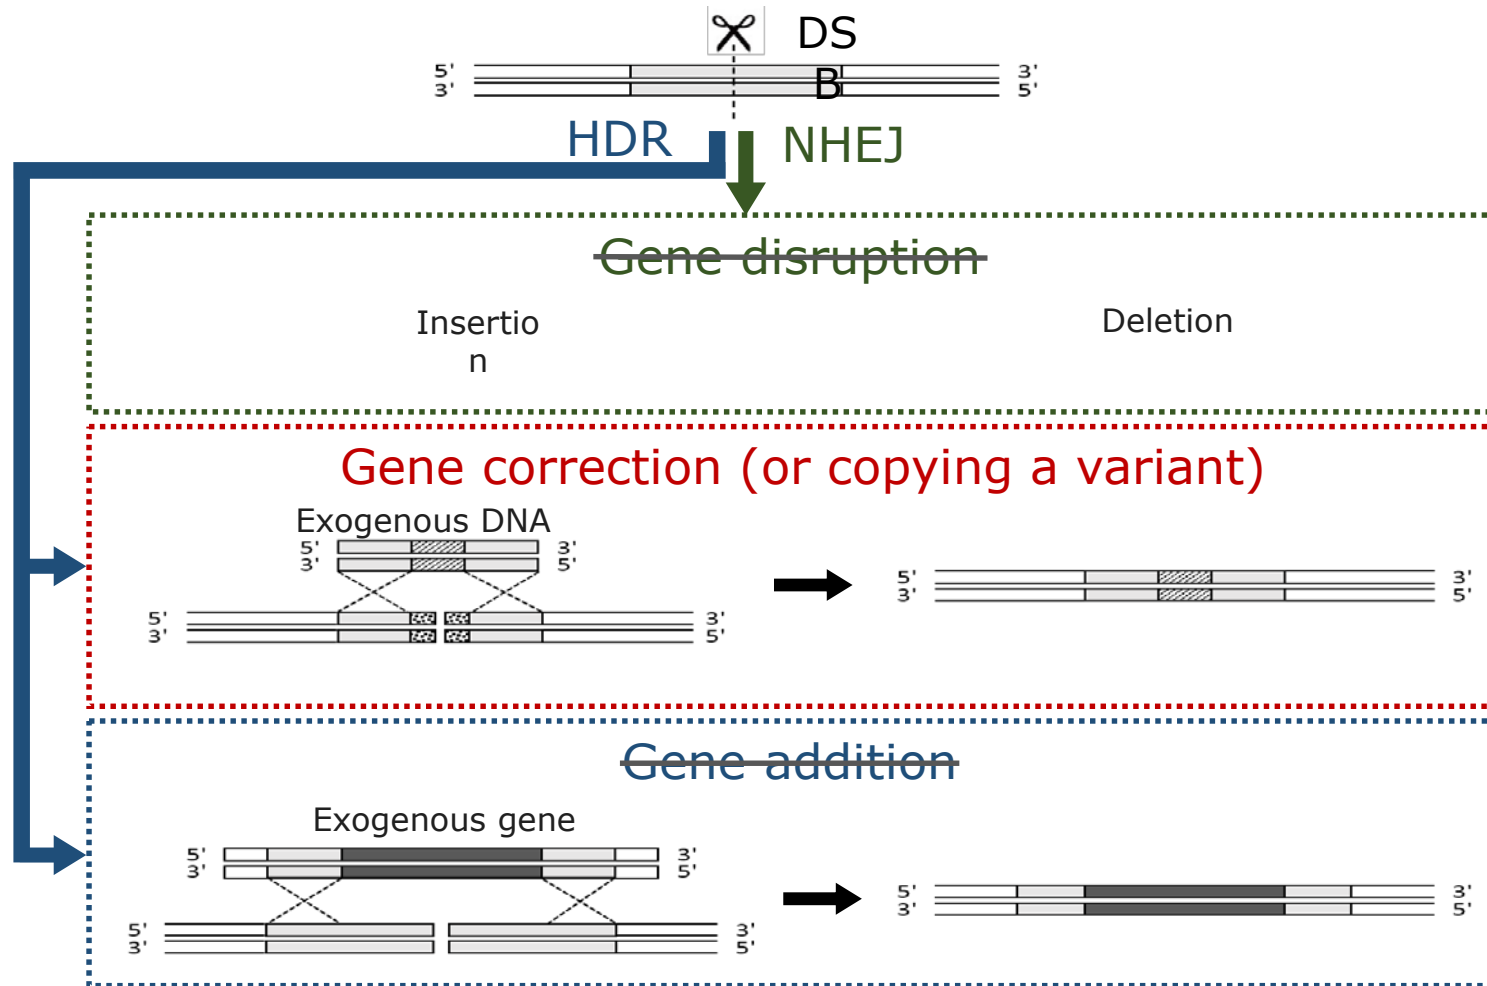 DS
B
5' 3'
3' 5'
HDR NHEJ
Gene disruption
Insertio
n
Deletion
Gene correction (or copying a variant)
Exogenous DNA
5' 3'
3' 5'
5' 3'
3' 5'
5' 3'
3' 5'
Gene addition
Exogenous gene
5' 3'
3' 5'
5' 3'
3' 5'
5' 3'
3' 5'